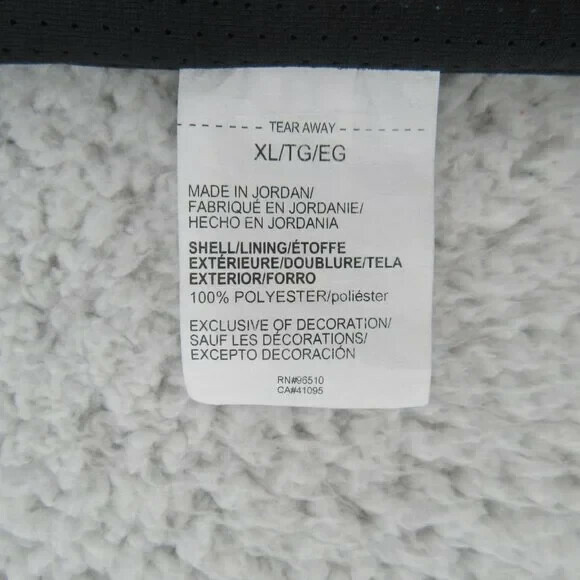 - - - - - - - - - TEAR AWAY - - - - - - - - - -
XL/TG/EG
MADE IN JORDAN/
FABRIQUÉ EN JORDANIE/
HECHO EN JORDANIA
SHELL/LINING/ÉTOFFE
EXTÉRIEURE/DOUBLURE/TELA
EXTERIOR/FORRO
100% POLYESTER/poliéster
EXCLUSIVE OF DECORATION/
SAUF LES DÉCORATIONS/
EXCEPTO DECORACIÓN
RN#96510
CA#41095